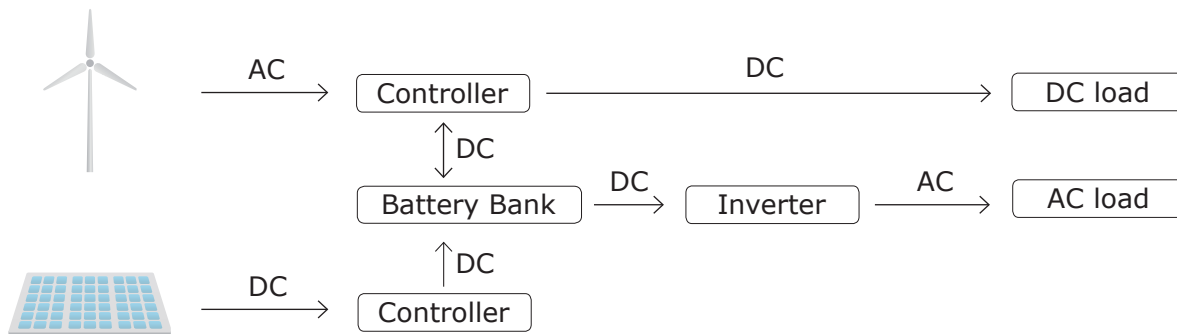 AC
Controller
DC
DC load
DC
Battery Bank
DC
Inverter
AC
AC load
DC
DC
Controller